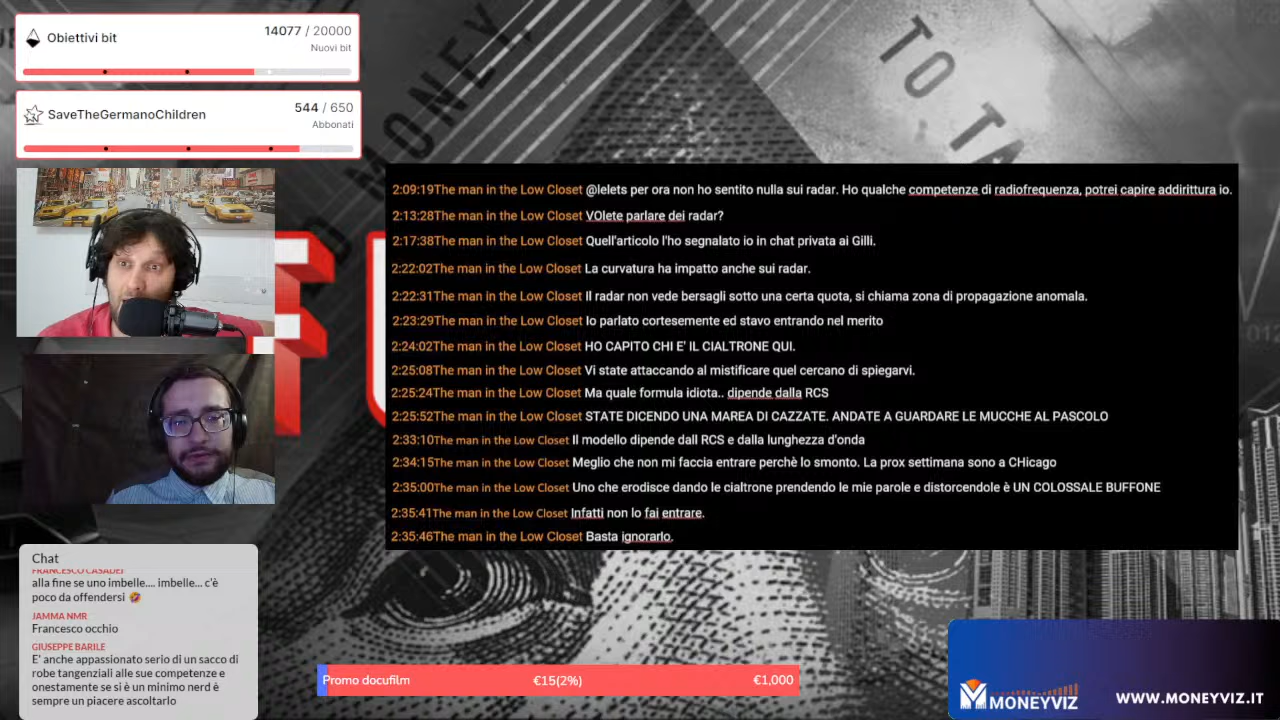 Obiettivi bit
14077 / 20000
Nuovi bit
SaveTheGermanoChildren
544 / 650
Abbonati
MONEY,
TO TA
2:09:19The man in the Low Closet @lelets per ora non ho sentito nulla sui radar. Ho qualche competenze di radiofrequenza, potrei capire addirittura io.
2:13:28The man in the Low Closet VOlete parlare dei radar?
2:17:38The man in the Low Closet Quell'articolo l'ho segnalato io in chat privata ai Gilli.
2:22:02The man in the Low Closet La curvatura ha impatto anche sui radar.
2:22:31The man in the Low Closet Il radar non vede bersagli sotto una certa quota, si chiama zona di propagazione anomala.
2:23:29The man in the Low Closet Io parlato cortesemente ed stavo entrando nel merito
2:24:02The man in the Low Closet HO CAPITO CHI E' IL CIALTRONE QUI.
2:25:08The man in the Low Closet Vi state attaccando al mistificare quel cercano di spiegarvi.
2:25:24The man in the Low Closet Ma quale formula idiota.. dipende dalla RCS
2:25:52The man in the Low Closet STATE DICENDO UNA MAREA DI CAZZATE. ANDATE A GUARDARE LE MUCCHE AL PASCOLO
2:33:10The man in the Low Closet Il modello dipende dall RCS e dalla lunghezza d'onda
2:34:15The man in the Low Closet Meglio che non mi faccia entrare perchè lo smonto. La prox settimana sono a CHicago
2:35:00The man in the Low Closet Uno che erodisce dando le cialtrone prendendo le mie parole e distorcendole è UN COLOSSALE BUFFONE
2:35:41The man in the Low Closet Infatti non lo fai entrare.
2:35:46The man in the Low Closet Basta ignorarlo.
Chat
FRANCESCO CASADEI
alla fine se uno imbelle.... imbelle... c'è
poco da offendersi
JAMMA NMR
Francesco occhio
GIUSEPPE BARILE
E' anche appassionato serio di un sacco di
robe tangenziali alle sue competenze e
onestamente se si è un minimo nerd è
sempre un piacere ascoltarlo
Promo docufilm
€15(2%)
€1,000
MONEYVIZ
WWW.MONEYVIZ.IT